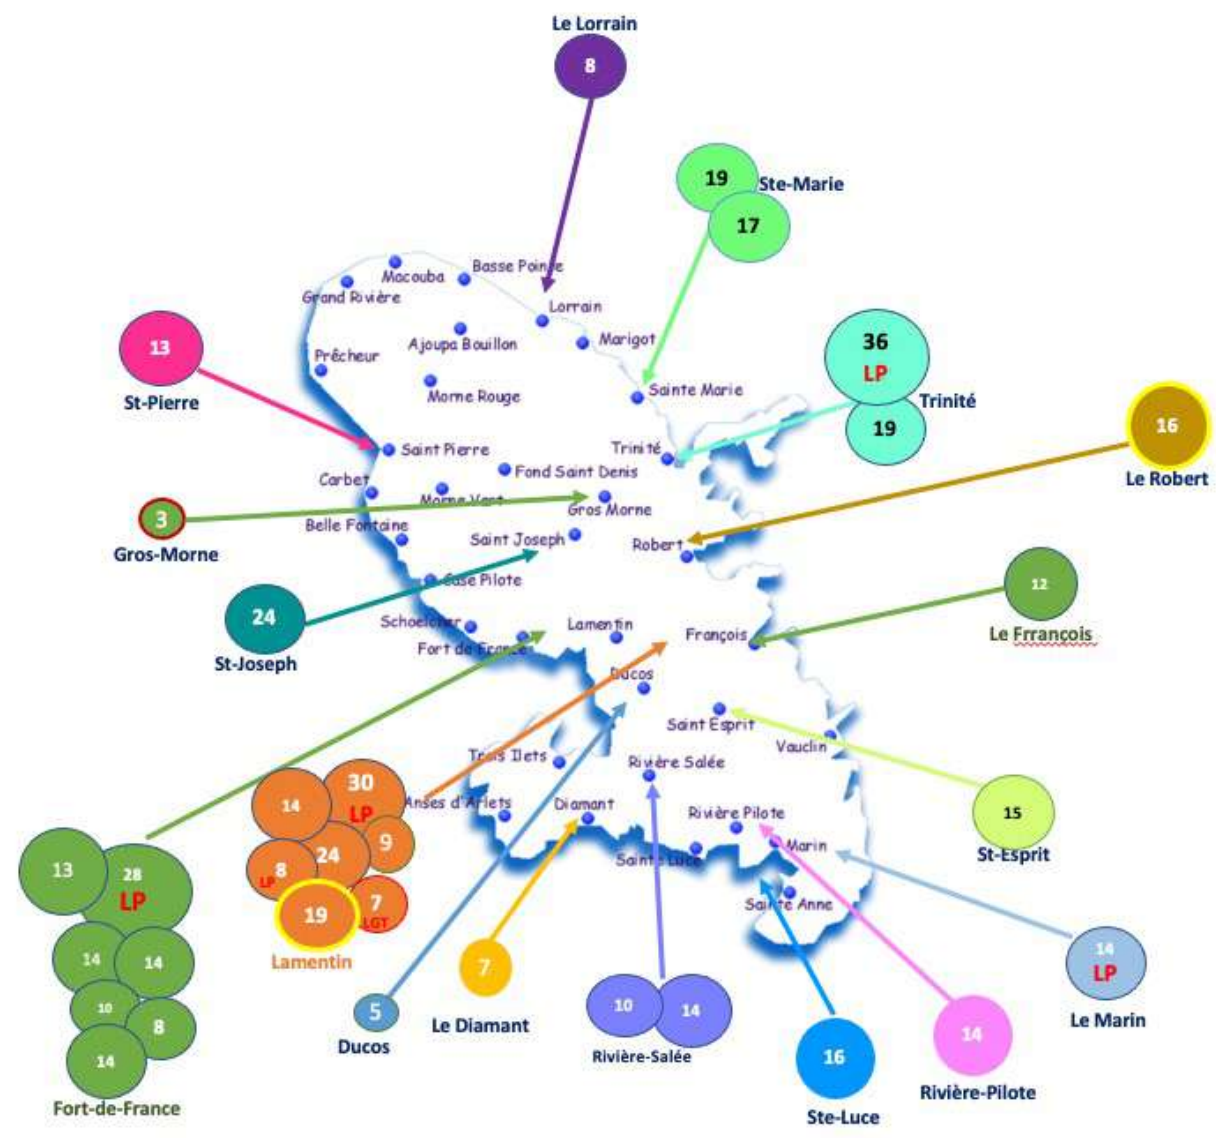 Le Lorrain
8
19
Ste-Marie
17
Macouba
Basse Pointe
Grand Rivière
Lorrain
Ajoupa Bouillon
Marigot
Prêcheur
Morne Rouge
Sainte Marie
13
St-Pierre
36
LP
Trinité
19
16
Le Robert
Saint Pierre
Trinité
Fond Saint Denis
Carbet
Morne Vert
Gros Morne
3
Gros-Morne
Belle Fontaine
Saint Joseph
Robert
Case Pilote
24
St-Joseph
12
Le Frrançois
Schoelcher
Lamentin
François
Fort de France
Ducos
Saint Esprit
Vauclin
Trois Ilets
Rivière Salée
Anses d'Arlets
Diamant
Rivière Pilote
Marin
Sainte Luce
Sainte Anne
15
St-Esprit
14
30
LP
9
24
8
LP
19
7
LGT
Lamentin
13
28
LP
14
14
10
8
14
Fort-de-France
5
Ducos
7
Le Diamant
10
14
Rivière-Salée
16
Ste-Luce
14
Rivière-Pilote
14
LP
Le Marin